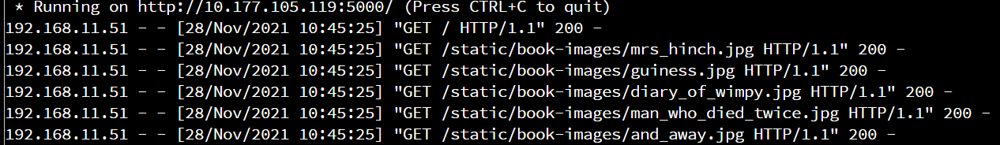 * Running on http://10.177.105.119:5000/ (Press CTRL+C to quit)
192.168.11.51 - - [28/Nov/2021 10:45:25] "GET / HTTP/1.1" 200 -
192.168.11.51 - - [28/Nov/2021 10:45:25] "GET /static/book-images/mrs_hinch.jpg HTTP/1.1" 200 -
192.168.11.51 - - [28/Nov/2021 10:45:25] "GET /static/book-images/guiness.jpg HTTP/1.1" 200 -
192.168.11.51 - - [28/Nov/2021 10:45:25] "GET /static/book-images/diary_of_wimpy.jpg HTTP/1.1" 200 -
192.168.11.51 - - [28/Nov/2021 10:45:25] "GET /static/book-images/man_who_died_twice.jpg HTTP/1.1" 200 -
192.168.11.51 - - [28/Nov/2021 10:45:25] "GET /static/book-images/and_away.jpg HTTP/1.1" 200 -